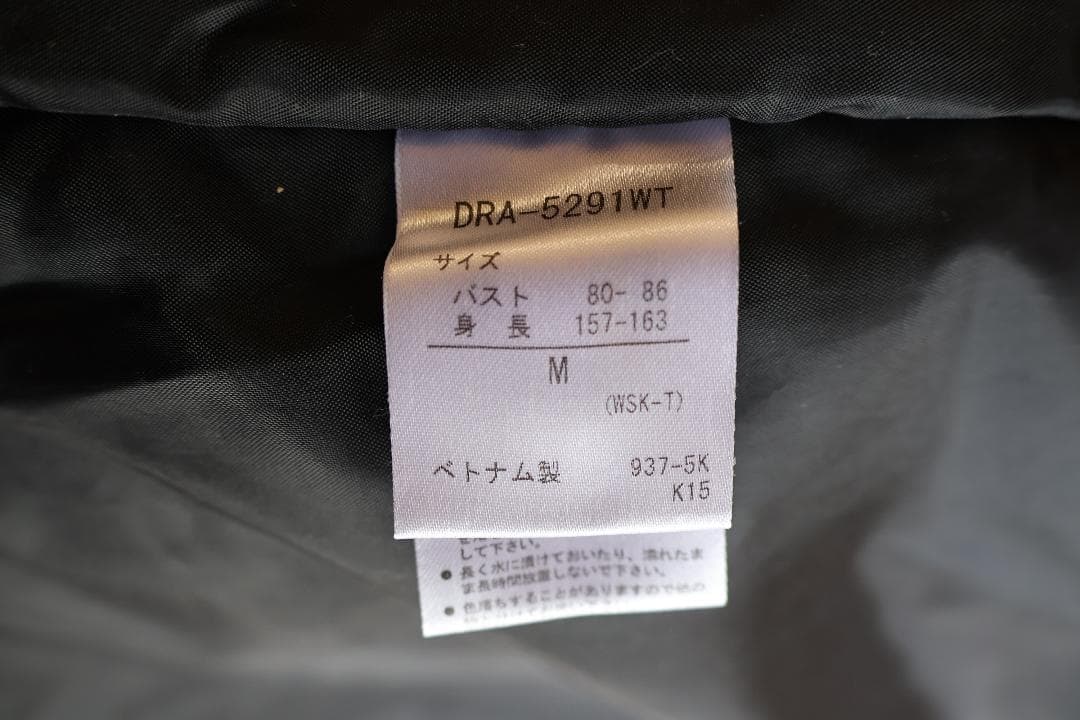 DRA-5291WT
サイズ
バスト 80- 86
身 長 157-163
M
(WSK-T)
ベトナム製 937-5K
K15
して下さい。
● 長く水に漬けておいたり、濡れたま
ま長時間放置しないで下さい。
● 色落ちすることがありますので他の